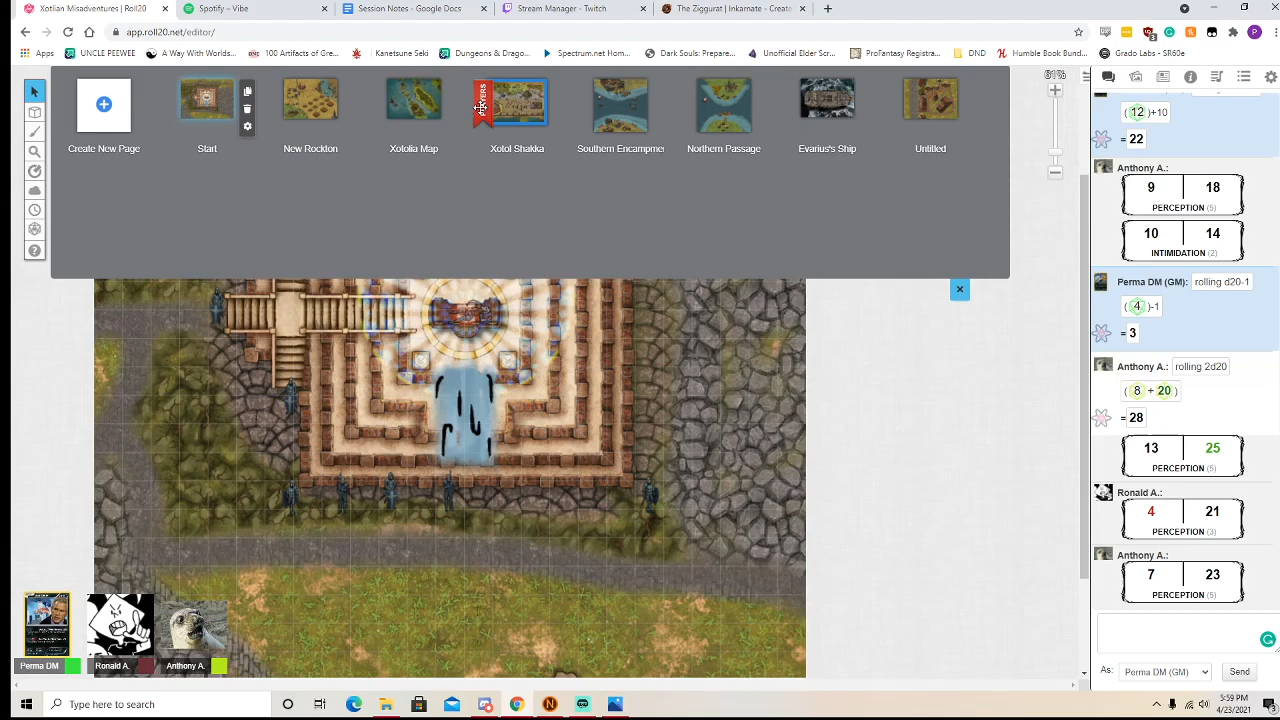 Xotlian Misadventures | Roll20
Spotify – Vibe
Session Notes - Google Docs
Stream Manager - Twitch
The Ziggurat | Inkarnate - Create
app.roll20.net/editor/
Apps
UNCLE PEEWEE
A Way With Worlds...
100 Artifacts of Gre...
Kanetsune Seki
Dungeons & Drago...
Spectrum.net Home
Dark Souls: Prepare...
Unofficial Elder Scr...
ProFantasy Registra...
DND
Humble Book Bund...
Grado Labs - SR60e
61%
PLAYERS
Create New Page
Start
New Rockton
Xotolia Map
Xotol Shakka
Southern Encampme
Northern Passage
Evarius's Ship
Untitled
(12)+10
= 22
Anthony A.:
9 18
PERCEPTION (5)
10 14
INTIMIDATION (2)
Perma DM (GM): rolling d20-1
(4)-1
= 3
Anthony A.: rolling 2d20
(8+20)
= 28
13 25
PERCEPTION (5)
Ronald A.:
4 21
PERCEPTION (3)
Anthony A.:
7 23
PERCEPTION (5)
Perma DM
Ronald A.
Anthony A.
As: Perma DM (GM) Send
Type here to search
5:59 PM
4/23/2021